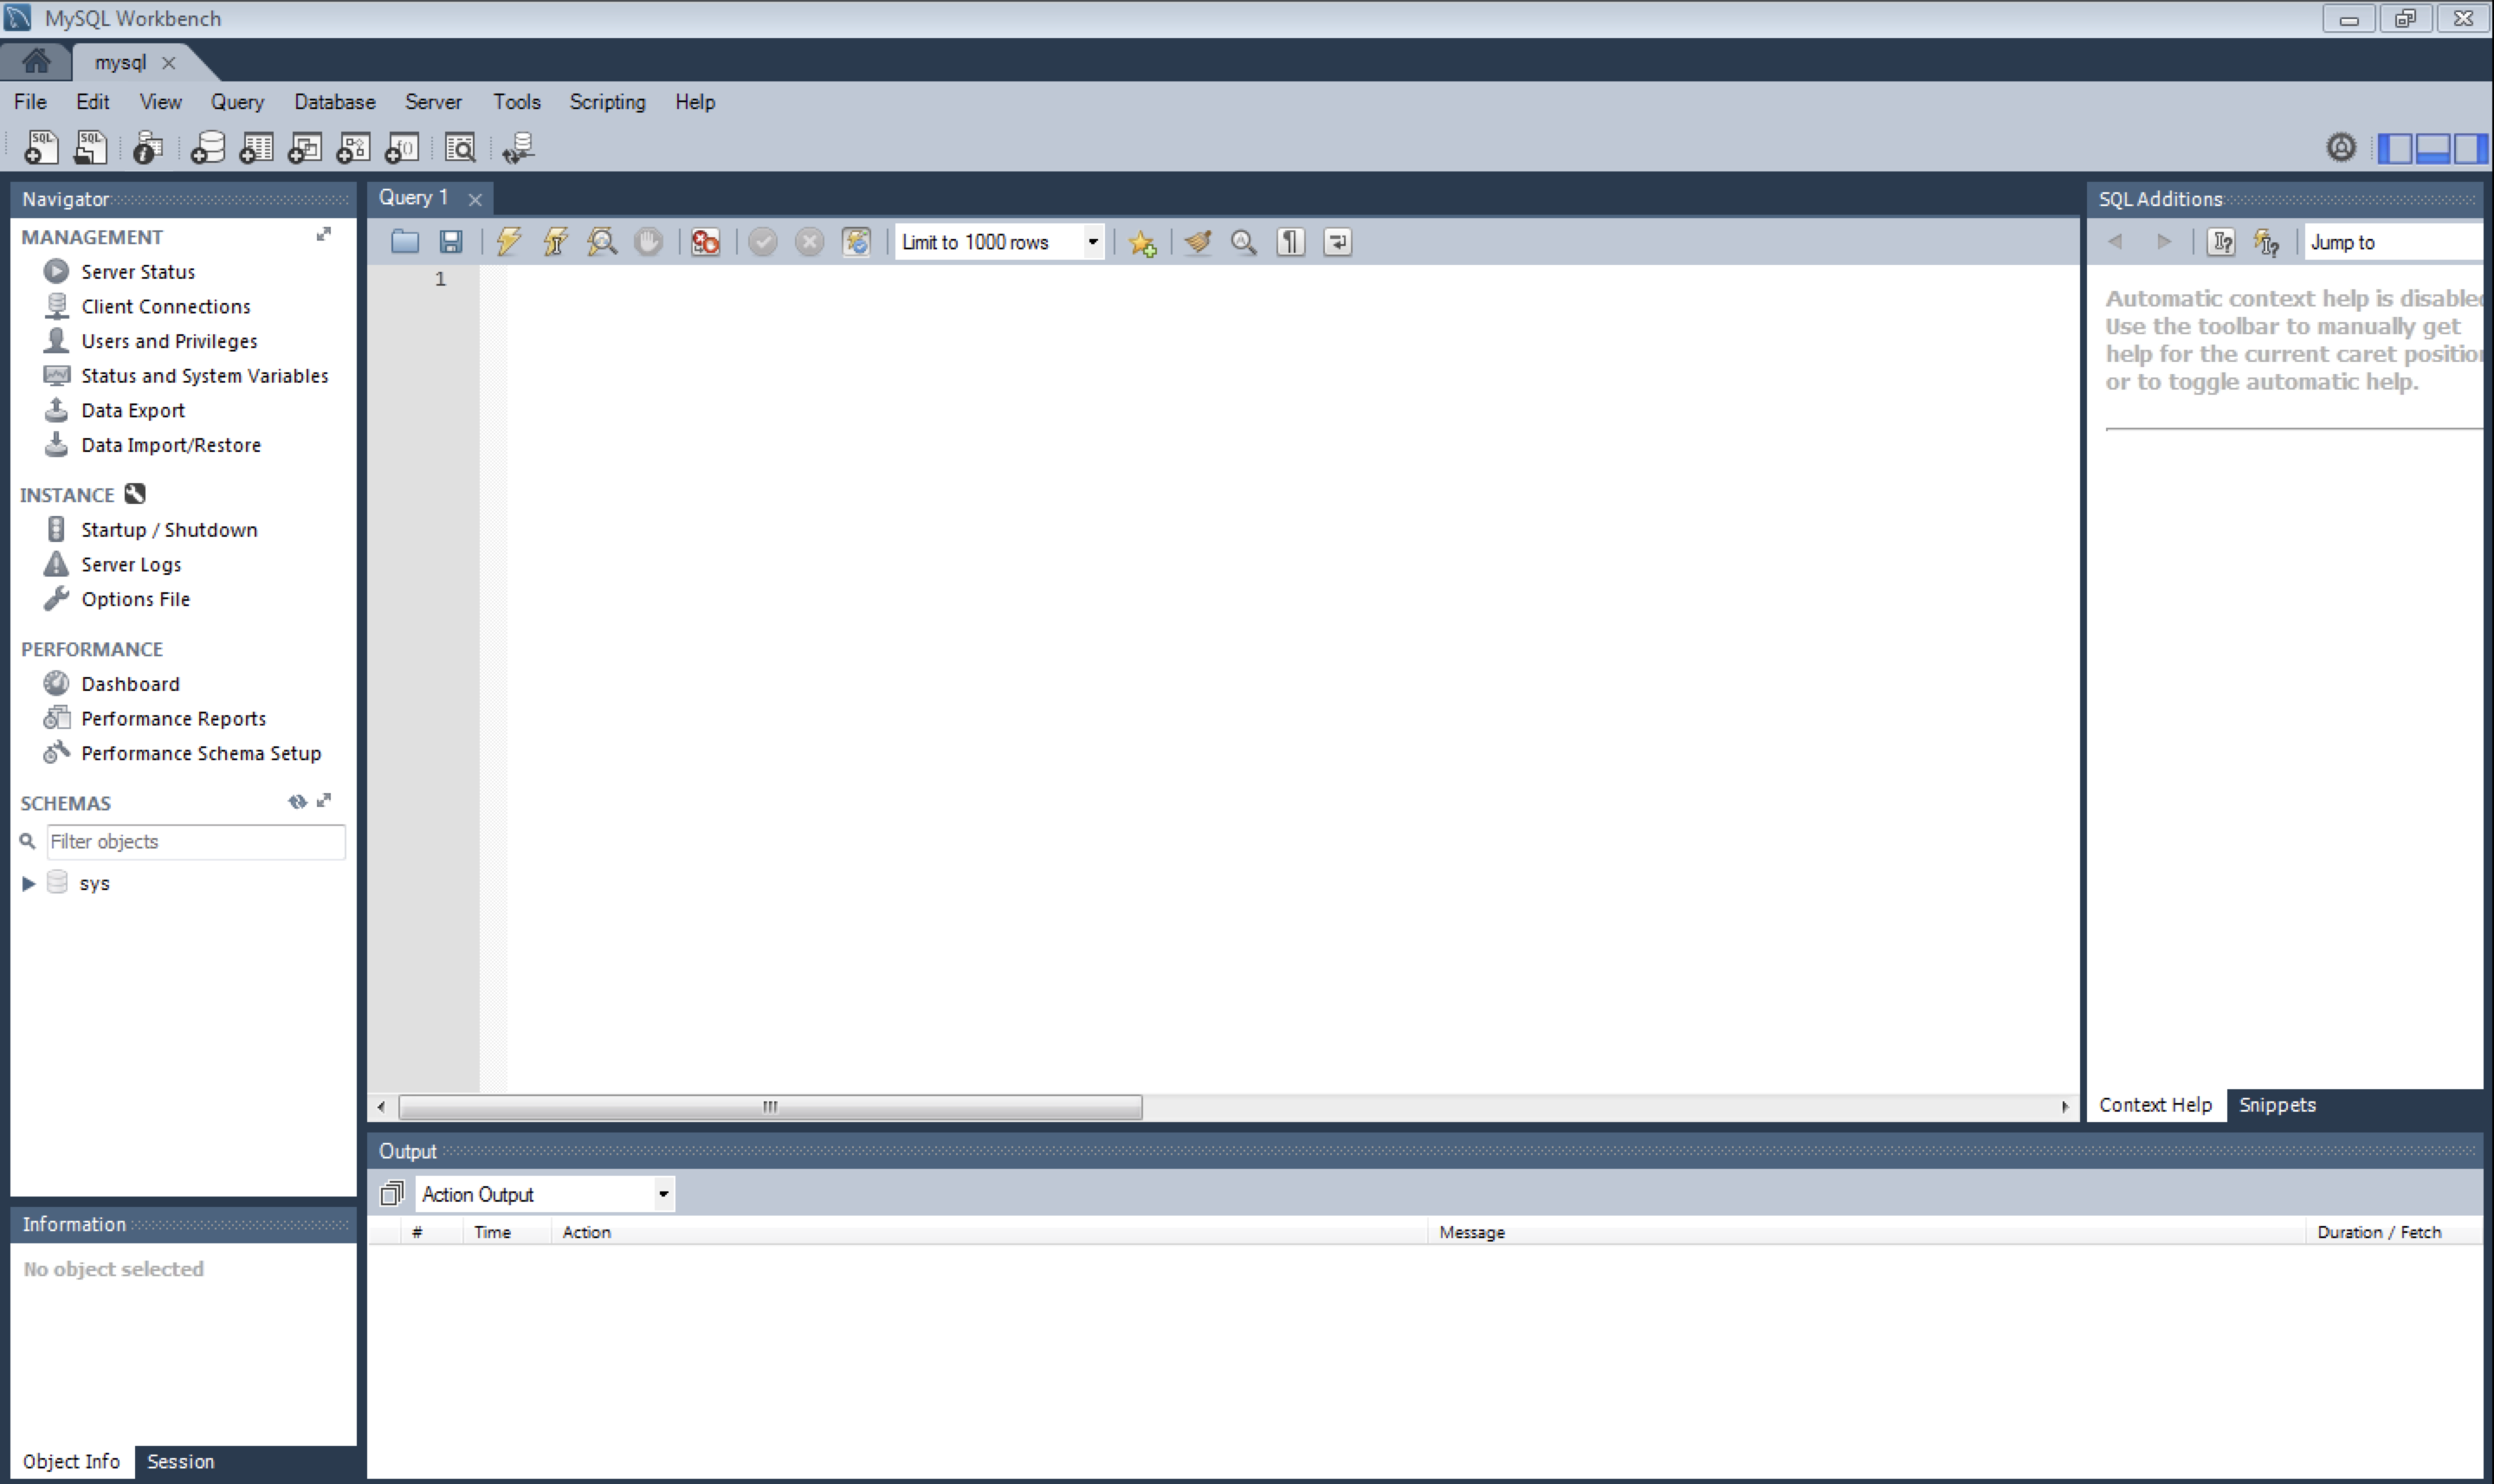 MySQL Workbench
mysql
File Edit View Query Database Server Tools Scripting Help
Navigator
MANAGEMENT
Server Status
Client Connections
Users and Privileges
Status and System Variables
Data Export
Data Import/Restore
INSTANCE
Startup / Shutdown
Server Logs
Options File
PERFORMANCE
Dashboard
Performance Reports
Performance Schema Setup
SCHEMAS
Filter objects
sys
Information
No object selected
Object Info Session
Query 1
Limit to 1000 rows
1
SQL Additions
Jump to
Automatic context help is disabled
Use the toolbar to manually get
help for the current caret position
or to toggle automatic help.
Context Help Snippets
Output
Action Output
# Time Action Message Duration / Fetch